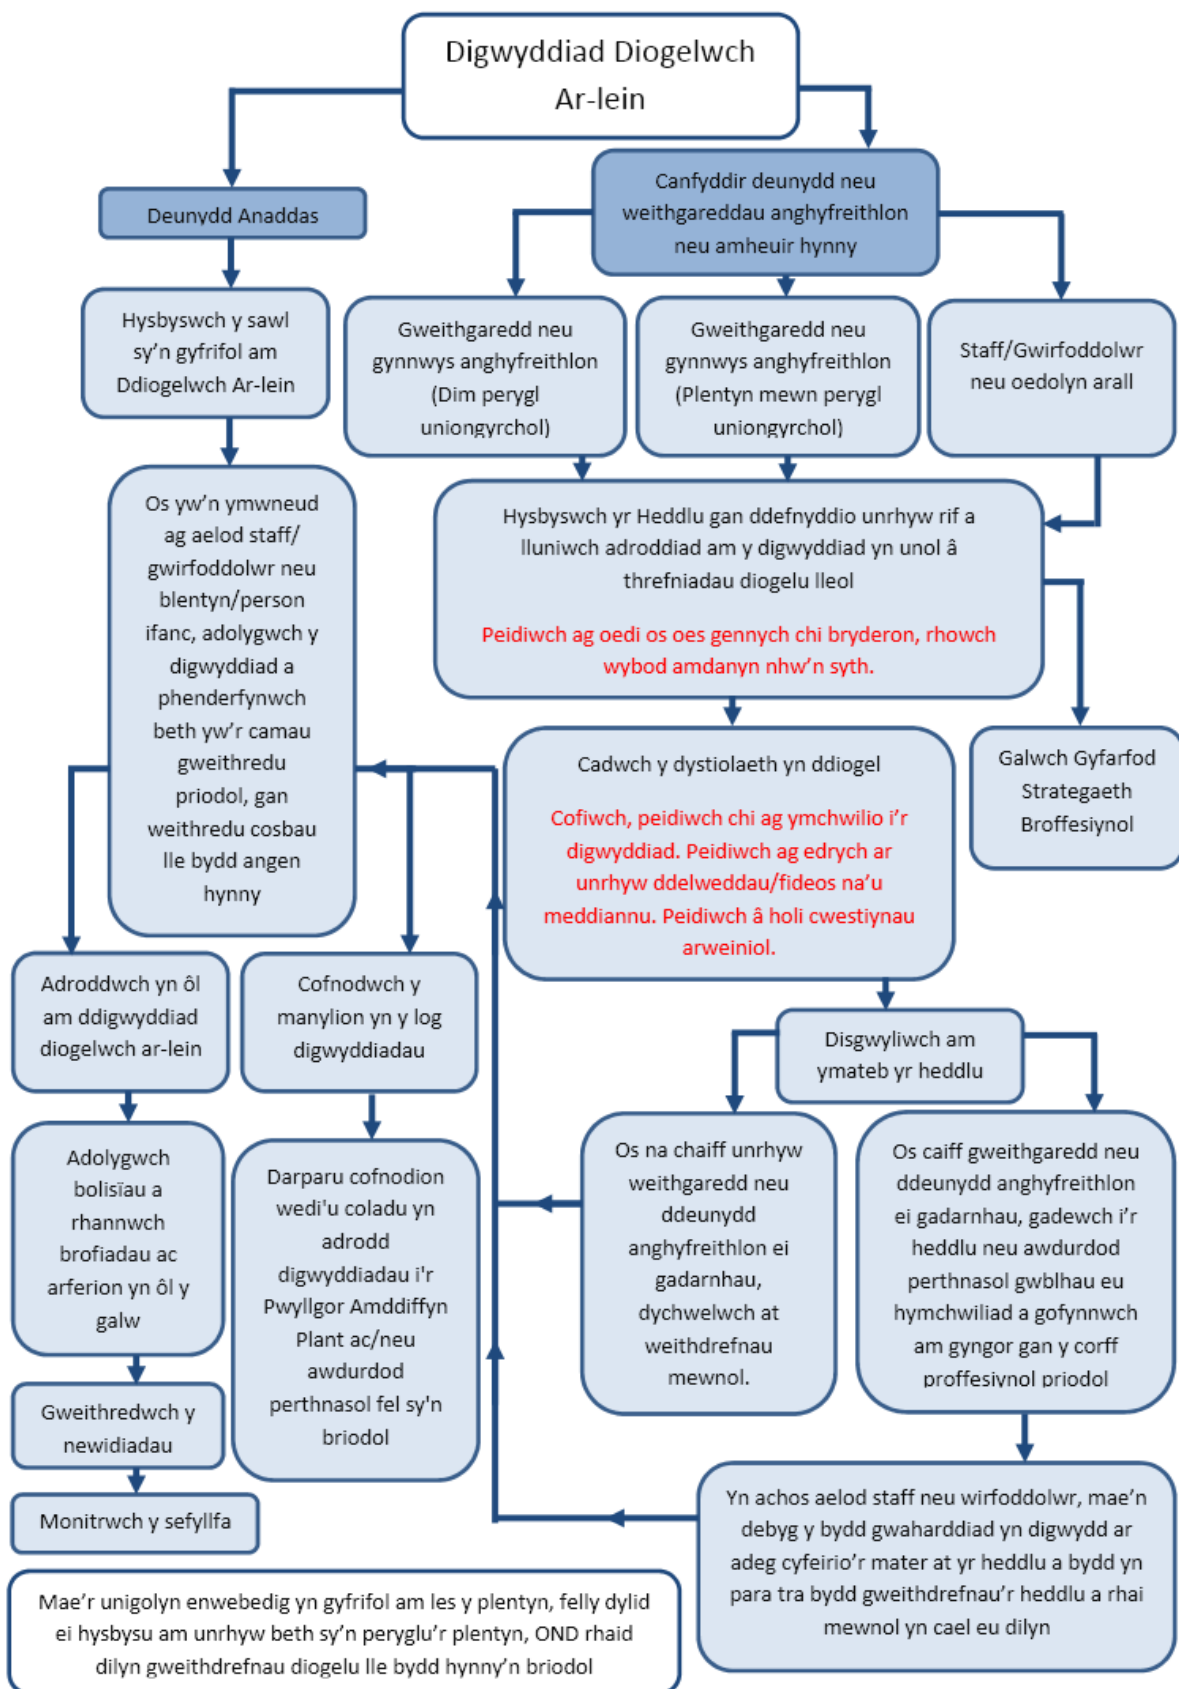 Digwyddiad Diogelwch
Ar-lein
Deunydd Anaddas
Canfyddir deunydd neu
weithgareddau anghyfreithlon
neu amheuir hynny
Hysbyswch y sawl
sy'n gyfrifol am
Ddiogelwch Ar-lein
Gweithgaredd neu
gynnwys anghyfreithlon
(Dim perygl
uniongyrchol)
Gweithgaredd neu
gynnwys anghyfreithlon
(Plentyn mewn perygl
uniongyrchol)
Staff/Gwirfoddolwr
neu oedolyn arall
Os yw'n ymwneud
ag aelod staff/
gwirfoddolwr neu
blentyn/person
ifanc, adolygwch y
digwyddiad a
phenderfynwch
beth yw'r camau
gweithredu
priodol, gan
weithredu cosbau
lle bydd angen
hynny
Hysbyswch yr Heddlu gan ddefnyddio unrhyw rif a
lluniwch adroddiad am y digwyddiad yn unol â
threfniadau diogelu lleol
Peidiwch ag oedi os oes gennych chi bryderon, rhowch
wybod amdanyn nhw'n syth.
Cadwch y dystiolaeth yn ddiogel
Cofiwch, peidiwch chi ag ymchwilio i'r
digwyddiad. Peidiwch ag edrych ar
unrhyw ddelweddau/fideos na'u
meddiannu. Peidiwch â holi cwestiynau
arweiniol.
Galwch Gyfarfod
Strategaeth
Broffesiynol
Adroddwch yn ôl
am ddigwyddiad
diogelwch ar-lein
Cofnodwch y
manylion yn y log
digwyddiadau
Disgwyliwch am
ymateb yr heddlu
Adolygwch
bolisïau a
rhannwch
brofiadau ac
arferion yn ôl y
galw
Darparu cofnodion
wedi'u coladu yn
adrodd
digwyddiadau i'r
Pwyllgor Amddiffyn
Plant ac/neu
awdurdod
perthnasol fel sy'n
briodol
Os na chaiff unrhyw
weithgaredd neu
ddeunydd
anghyfreithlon ei
gadarnhau,
dychwelwch at
weithdrefnau
mewnol.
Os caiff gweithgaredd neu
ddeunydd anghyfreithlon
ei gadarnhau, gadewch i'r
heddlu neu awdurdod
perthnasol gwblhau eu
hymchwiliad a gofynnwch
am gyngor gan y corff
proffesiynol priodol
Gweithredwch y
newidiadau
Monitrwch y sefyllfa
Yn achos aelod staff neu wirfoddolwr, mae'n
debyg y bydd gwaharddiad yn digwydd ar
adeg cyfeirio'r mater at yr heddlu a bydd yn
para tra bydd gweithdrefnau'r heddlu a rhai
mewnol yn cael eu dilyn
Mae'r unigolyn enwebedig yn gyfrifol am les y plentyn, felly dylid
ei hysbysu am unrhyw beth sy'n peryglu'r plentyn, OND rhaid
dilyn gweithdrefnau diogelu lle bydd hynny'n briodol